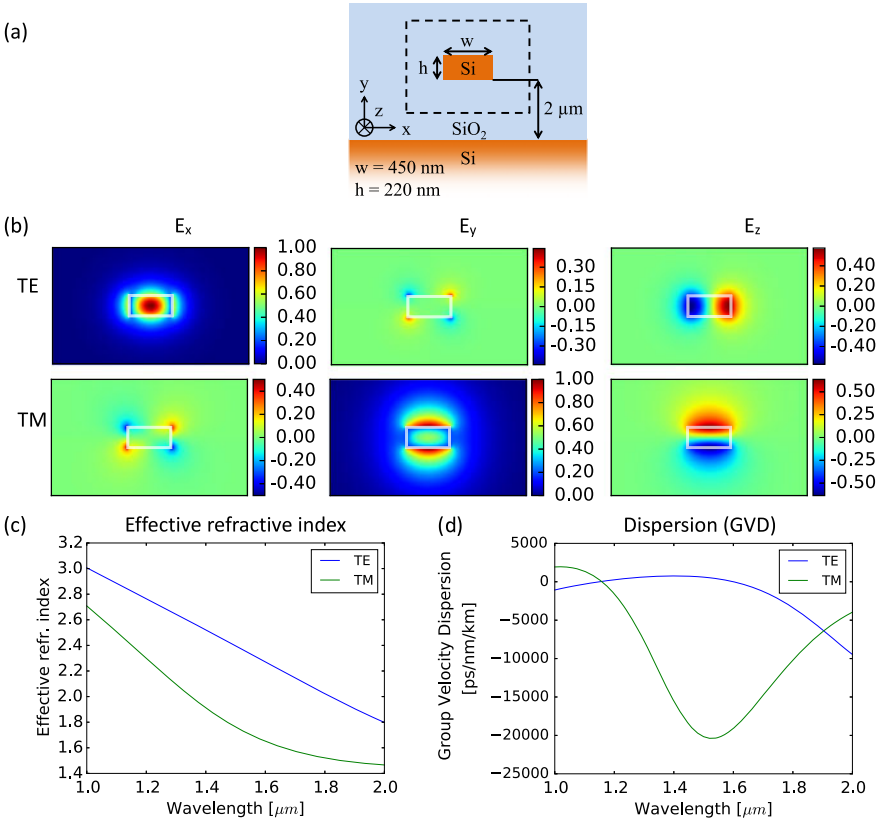 (a)
w
h
Si
y
z
x
2 μm
SiO₂
Si
w = 450 nm
h = 220 nm
(b)
Eₓ
E_y
E_z
TE
1.00
0.80
0.60
0.40
0.20
0.00
0.30
0.15
0.00
-0.15
-0.30
0.40
0.20
0.00
-0.20
-0.40
TM
0.40
0.20
0.00
-0.20
-0.40
1.00
0.80
0.60
0.40
0.20
0.00
0.50
0.25
0.00
-0.25
-0.50
(c)
Effective refractive index
3.2
3.0
2.8
2.6
2.4
2.2
2.0
1.8
1.6
1.4
Effective refr. index
TE
TM
1.0 1.2 1.4 1.6 1.8 2.0
Wavelength [μm]
(d)
Dispersion (GVD)
5000
0
−5000
−10000
−15000
−20000
−25000
Group Velocity Dispersion
[ps/nm/km]
TE
TM
1.0 1.2 1.4 1.6 1.8 2.0
Wavelength [μm]